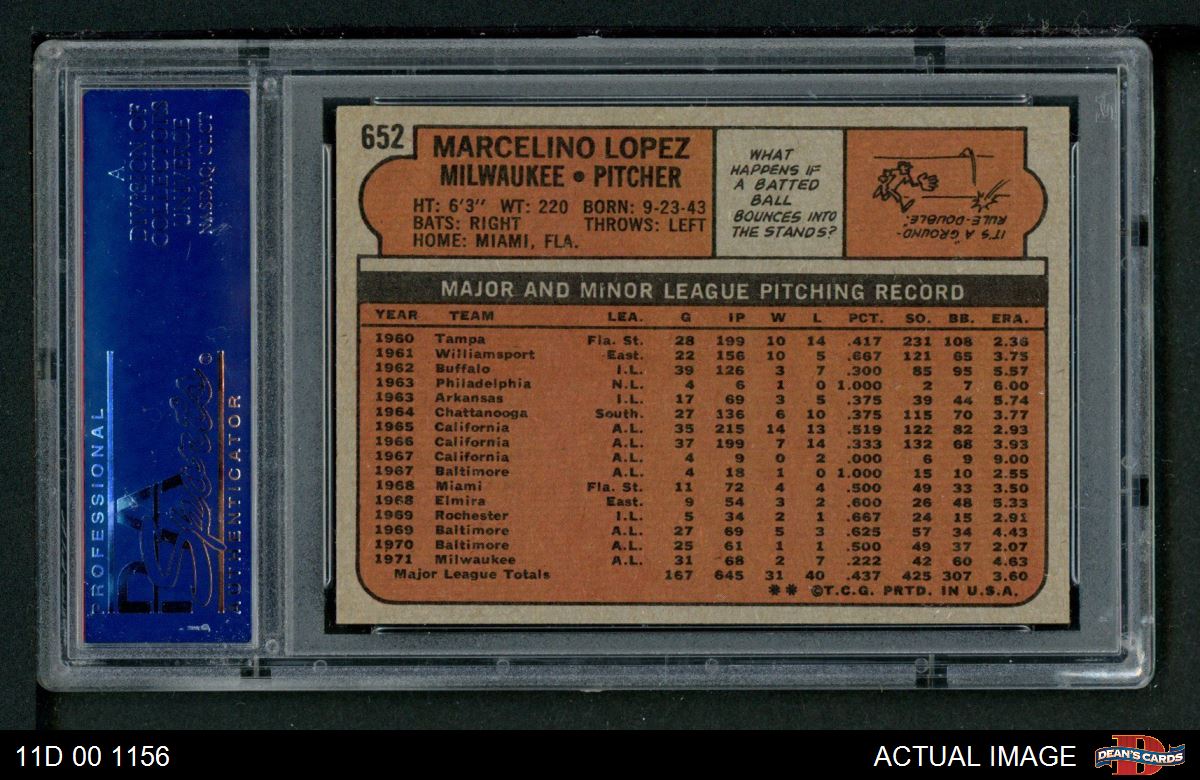 A
DIVISION OF
COLLECTORS
UNIVERSE
NASDAQ: CLCT
PROFESSIONAL
PSA
Sports
AUTHENTICATOR
652
MARCELINO LOPEZ
MILWAUKEE • PITCHER
HT: 6'3" WT: 220 BORN: 9-23-43
BATS: RIGHT THROWS: LEFT
HOME: MIAMI, FLA.
WHAT
HAPPENS IF
A BATTED
BALL
BOUNCES INTO
THE STANDS?
IT'S A "GROUND-
RULE-DOUBLE".
MAJOR AND MINOR LEAGUE PITCHING RECORD
YEAR TEAM LEA. G IP W L PCT. SO. BB. ERA.
1960 Tampa Fla. St. 28 199 10 14 .417 231 108 2.36
1961 Williamsport East. 22 156 10 5 .667 121 65 3.75
1962 Buffalo I.L. 39 126 3 7 .300 85 95 5.57
1963 Philadelphia N.L. 4 6 1 0 1.000 2 7 6.00
1963 Arkansas I.L. 17 69 3 5 .375 39 44 5.74
1964 Chattanooga South. 27 136 6 10 .375 115 70 3.77
1965 California A.L. 35 215 14 13 .519 122 82 2.93
1966 California A.L. 37 199 7 14 .333 132 68 3.93
1967 California A.L. 4 9 0 2 .000 6 9 9.00
1967 Baltimore A.L. 4 18 1 0 1.000 15 10 2.55
1968 Miami Fla. St. 11 72 4 4 .500 49 33 3.50
1968 Elmira East. 9 54 3 2 .600 26 48 5.33
1969 Rochester I.L. 5 34 2 1 .667 24 15 2.91
1969 Baltimore A.L. 27 69 5 3 .625 57 34 4.43
1970 Baltimore A.L. 25 61 1 1 .500 49 37 2.07
1971 Milwaukee A.L. 31 68 2 7 .222 42 60 4.63
Major League Totals 167 645 31 40 .437 425 307 3.60
** ©T.C.G. PRTD. IN U.S.A.
11D 00 1156
ACTUAL IMAGE
DEAN'S CARDS